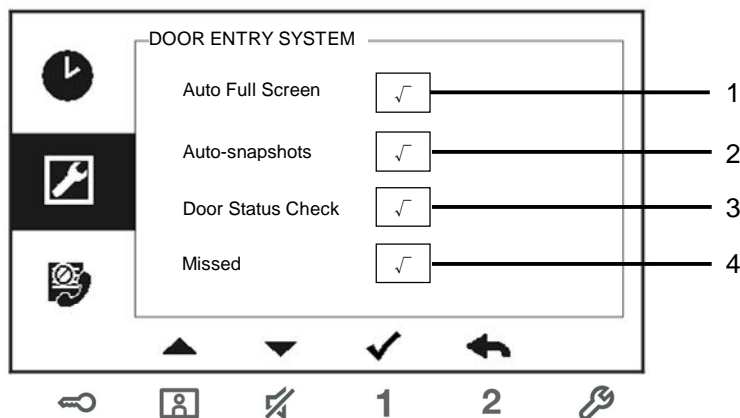 DOOR ENTRY SYSTEM
Auto Full Screen √ 1
Auto-snapshots √ 2
Door Status Check √ 3
Missed √ 4
1 2